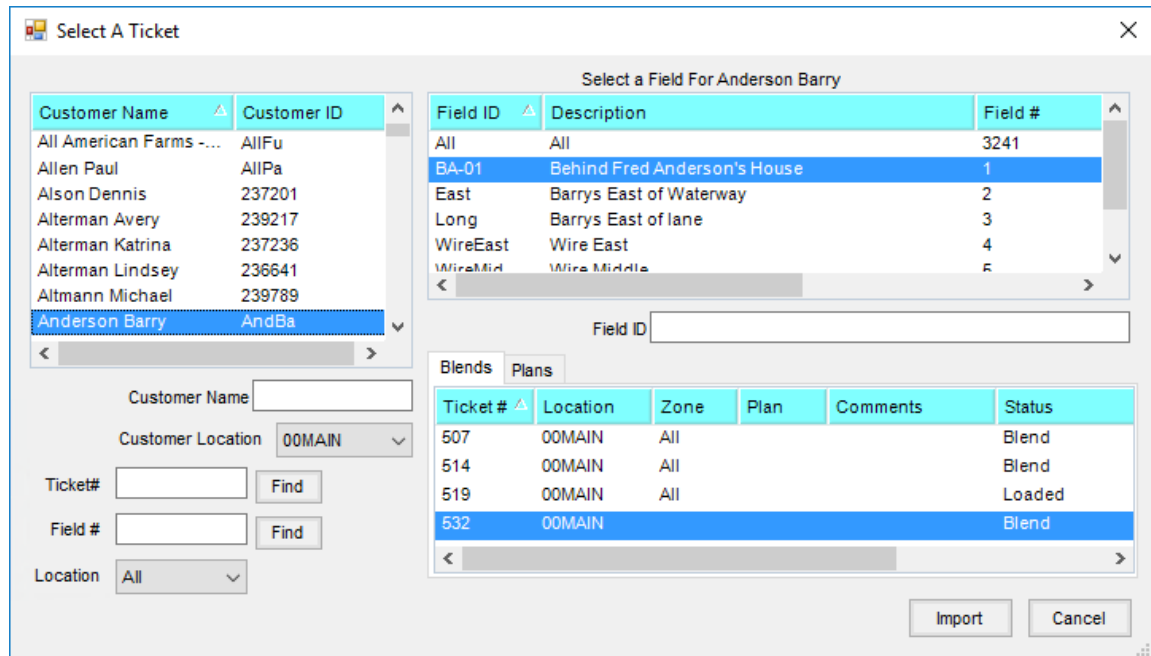 Select A Ticket
Customer Name Customer ID
All American Farms -... AllFu
Allen Paul AllPa
Alson Dennis 237201
Alterman Avery 239217
Alterman Katrina 237236
Alterman Lindsey 236641
Altmann Michael 239789
Anderson Barry AndBa
Customer Name
Customer Location 00MAIN
Ticket# Find
Field # Find
Location All
Select a Field For Anderson Barry
Field ID Description Field #
All All 3241
BA-01 Behind Fred Anderson's House 1
East Barrys East of Waterway 2
Long Barrys East of lane 3
WireEast Wire East 4
WireMid Wire Middle 5
Field ID
Blends Plans
Ticket # Location Zone Plan Comments Status
507 00MAIN All Blend
514 00MAIN All Blend
519 00MAIN All Loaded
532 00MAIN Blend
Import Cancel